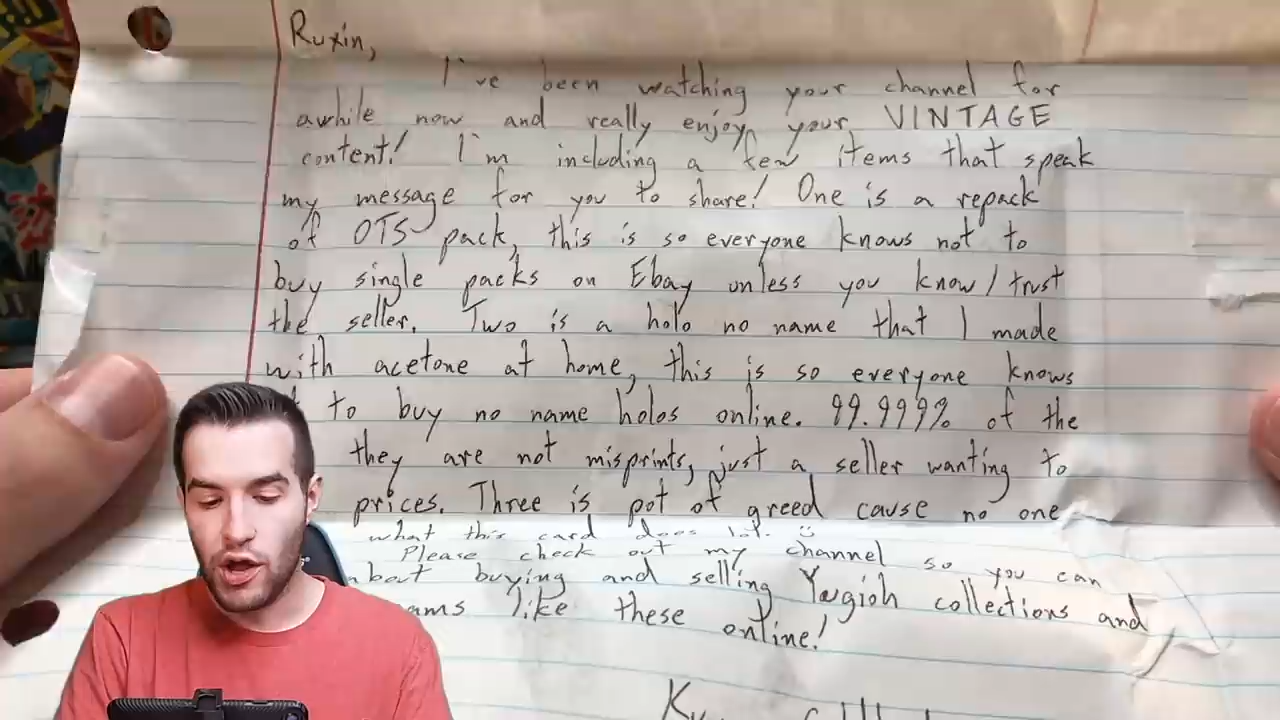 Ruxin,
I've been watching your channel for
awhile now and really enjoy your VINTAGE
content! I'm including a few items that speak
my message for you to share! One is a repack
of OTS pack, this is so everyone knows not to
buy single packs on Ebay unless you know/trust
the seller. Two is a holo no name that I made
with acetone at home, this is so everyone knows
to buy no name holos online. 99.999% of the
they are not misprints, just a seller wanting to
prices. Three is pot of greed cause no one
what this card does lol. :)
Please check out my channel so you can
about buying and selling Yugioh collections and
like these online!